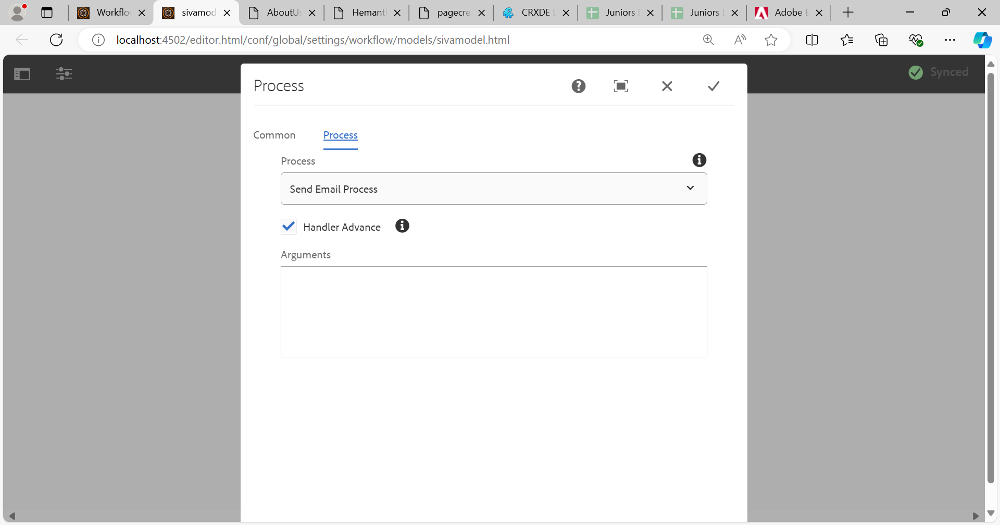 Workflov
sivamod
AboutUs
Hemant
pagecre
CRXDE
Juniors
Juniors
Adobe E
localhost:4502/editor.html/conf/global/settings/workflow/models/sivamodel.html
Synced
Process
Common
Process
Process
Send Email Process
Handler Advance
Arguments